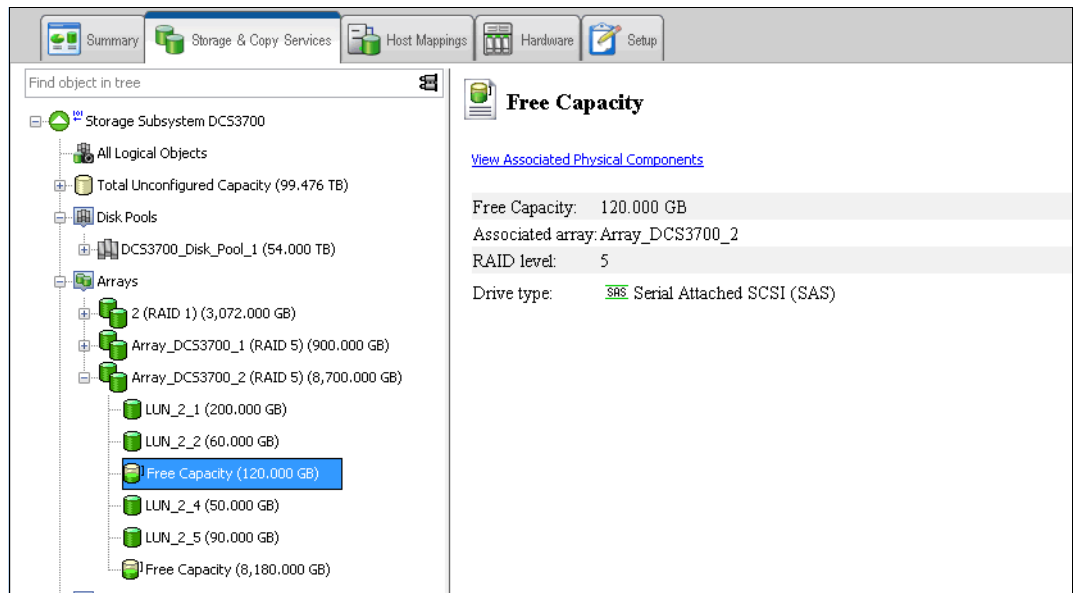 Summary
Storage & Copy Services
Host Mappings
Hardware
Setup
Find object in tree
Storage Subsystem DCS3700
All Logical Objects
Total Unconfigured Capacity (99.476 TB)
Disk Pools
DCS3700_Disk_Pool_1 (54.000 TB)
Arrays
2 (RAID 1) (3,072.000 GB)
Array_DCS3700_1 (RAID 5) (900.000 GB)
Array_DCS3700_2 (RAID 5) (8,700.000 GB)
LUN_2_1 (200.000 GB)
LUN_2_2 (60.000 GB)
Free Capacity (120.000 GB)
LUN_2_4 (50.000 GB)
LUN_2_5 (90.000 GB)
Free Capacity (8,180.000 GB)
Free Capacity
View Associated Physical Components
Free Capacity: 120.000 GB
Associated array: Array_DCS3700_2
RAID level: 5
Drive type: SAS Serial Attached SCSI (SAS)